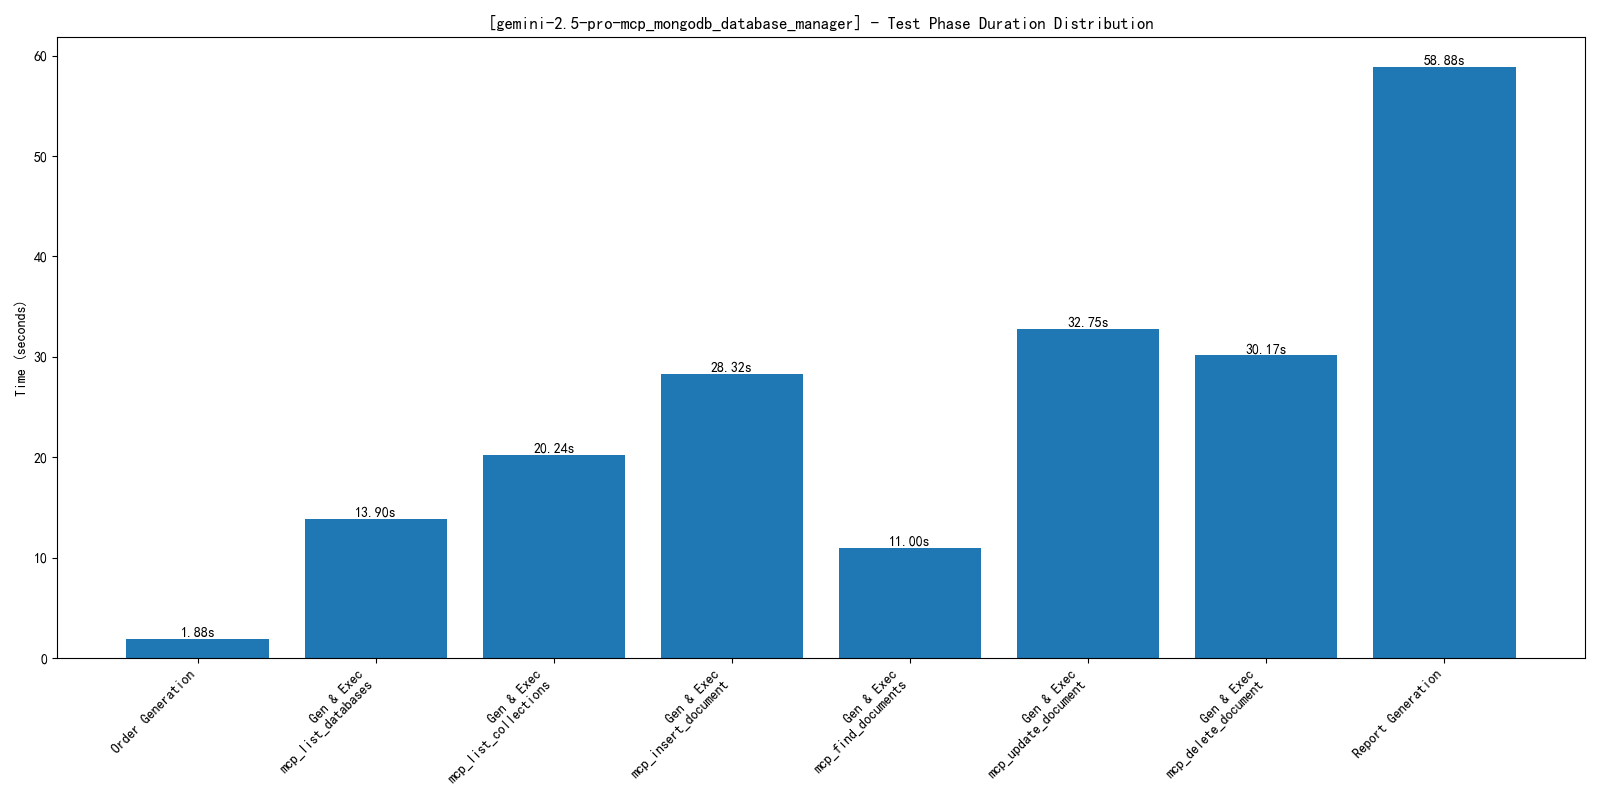 [gemini-2.5-pro-mcp_mongodb_database_manager] - Test Phase Duration Distribution
Time (seconds)
60
50
40
30
20
10
0
1.88s
13.90s
20.24s
28.32s
11.00s
32.75s
30.17s
58.88s
Order Generation
Gen & Exec
mcp_list_databases
Gen & Exec
mcp_list_collections
Gen & Exec
mcp_insert_document
Gen & Exec
mcp_find_documents
Gen & Exec
mcp_update_document
Gen & Exec
mcp_delete_document
Report Generation